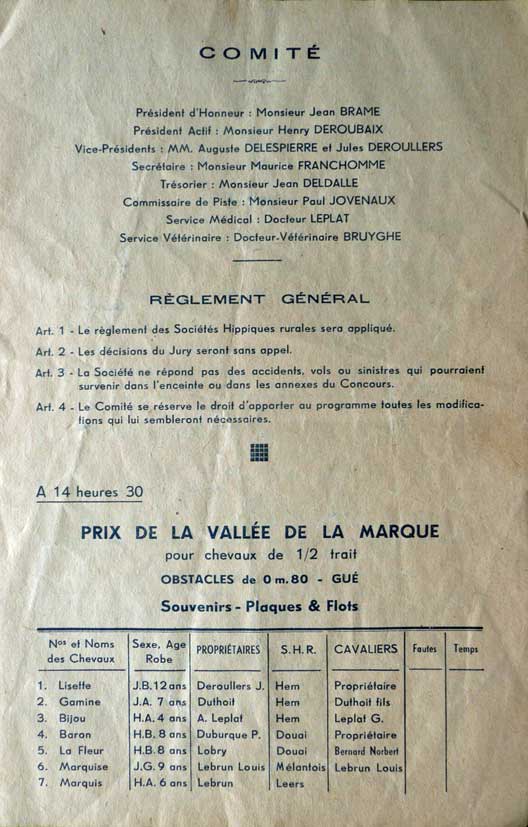 COMITÉ
Président d'Honneur : Monsieur Jean BRAME
Président Actif : Monsieur Henry DEROUBAIX
Vice-Présidents : MM. Auguste DELESPIERRE et Jules DEROULLERS
Secrétaire : Monsieur Maurice FRANCHOMME
Trésorier : Monsieur Jean DELDALLE
Commissaire de Piste : Monsieur Paul JOVENAUX
Service Médical : Docteur LEPLAT
Service Vétérinaire : Docteur-Vétérinaire BRUYGHE
RÈGLEMENT GÉNÉRAL
Art. 1 - Le règlement des Sociétés Hippiques rurales sera appliqué.
Art. 2 - Les décisions du Jury seront sans appel.
Art. 3 - La Société ne répond pas des accidents, vols ou sinistres qui pourraient
survenir dans l'enceinte ou dans les annexes du Concours.
Art. 4 - Le Comité se réserve le droit d'apporter au programme toutes les modifica-
tions qui lui sembleront nécessaires.
A 14 heures 30
PRIX DE LA VALLÉE DE LA MARQUE
pour chevaux de 1/2 trait
OBSTACLES de 0 m. 80 - GUÉ
Souvenirs - Plaques & Flots
Nos et Noms des Chevaux | Sexe, Age Robe | PROPRIÉTAIRES | S. H. R. | CAVALIERS | Fautes | Temps
1. Lisette J.B. 12 ans Deroullers J. Hem Propriétaire
2. Gamine J.A. 7 ans Duthoit Hem Duthoit fils
3. Bijou H.A. 4 ans A. Leplat Hem Leplat G.
4. Baron H.B. 8 ans Duburque P. Douai Propriétaire
5. La Fleur H.B. 8 ans Lobry Douai Bernard Norbert
6. Marquise J.G. 9 ans Lebrun Louis Mélantois Lebrun Louis
7. Marquis H.A. 6 ans Lebrun Leers